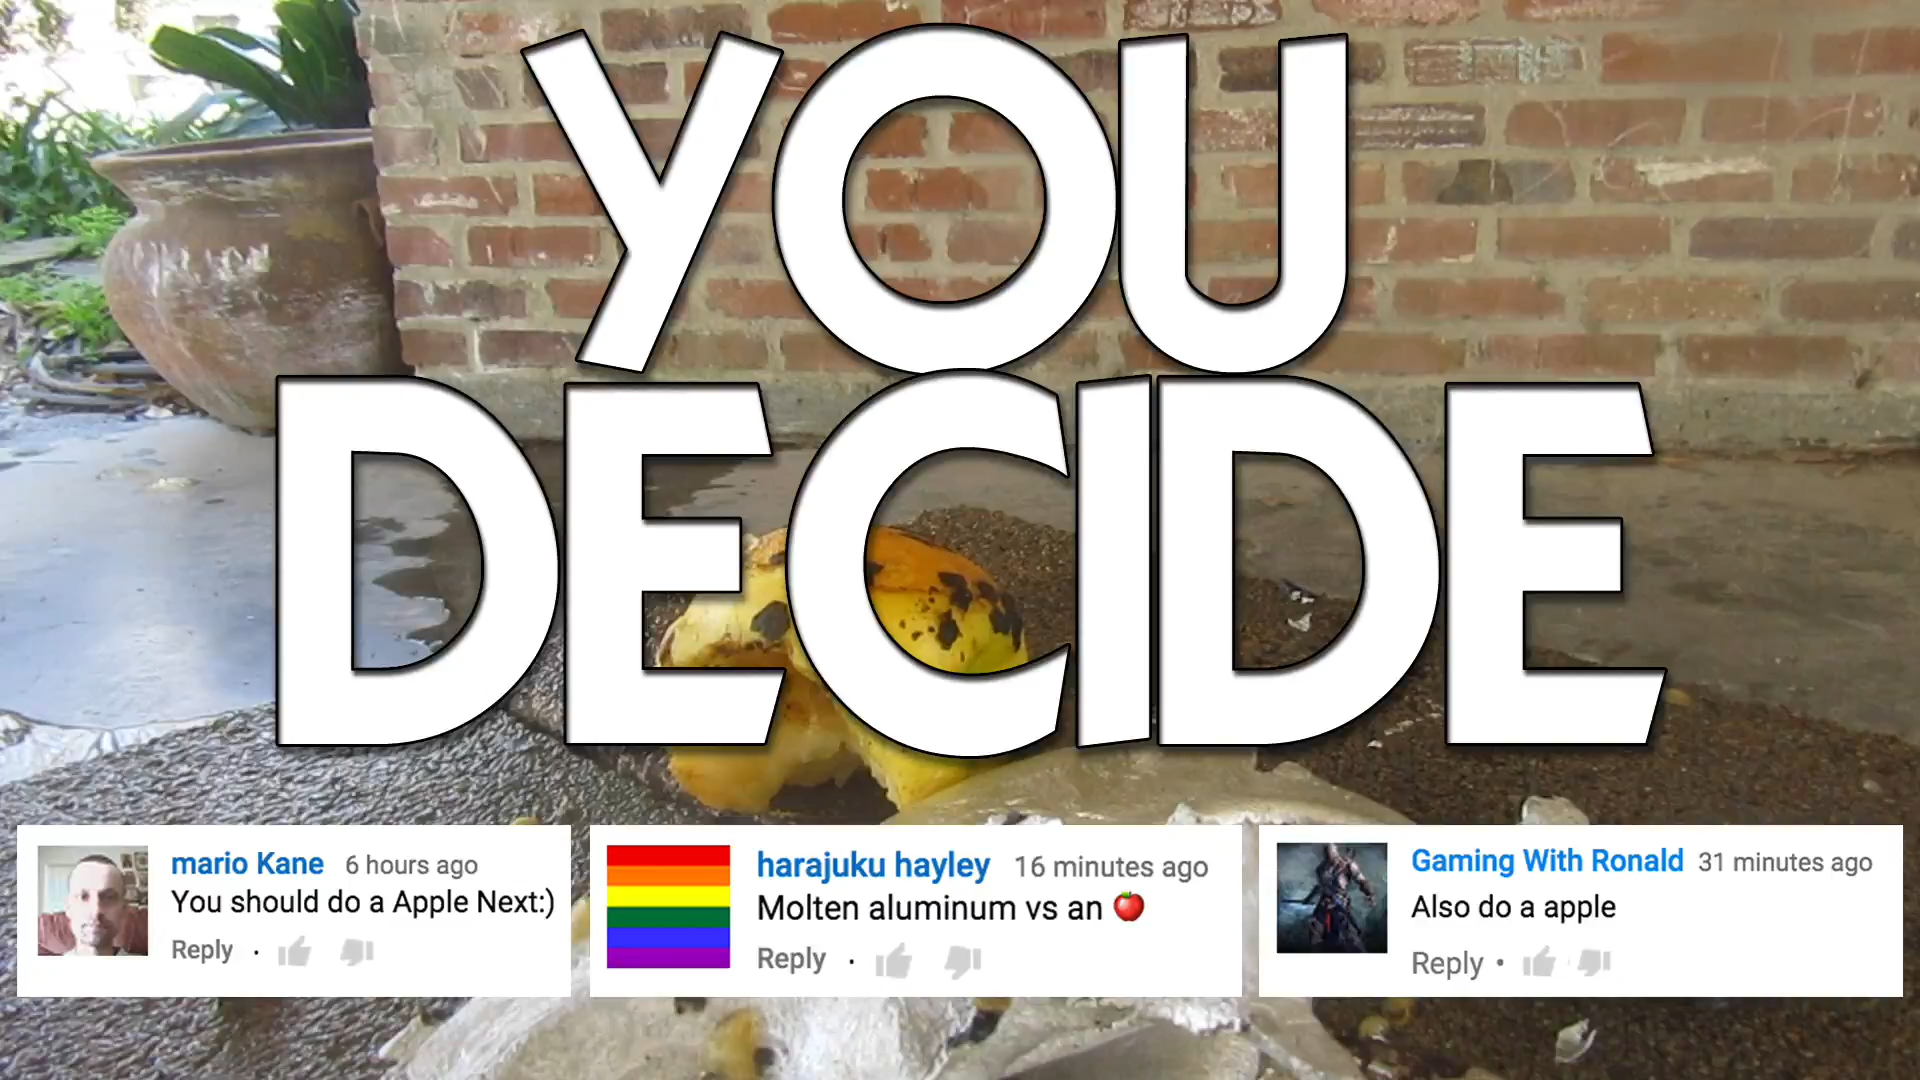 YOU
DECIDE
mario Kane 6 hours ago
You should do a Apple Next:)
Reply ·
harajuku hayley 16 minutes ago
Molten aluminum vs an 🍎
Reply ·
Gaming With Ronald 31 minutes ago
Also do a apple
Reply •